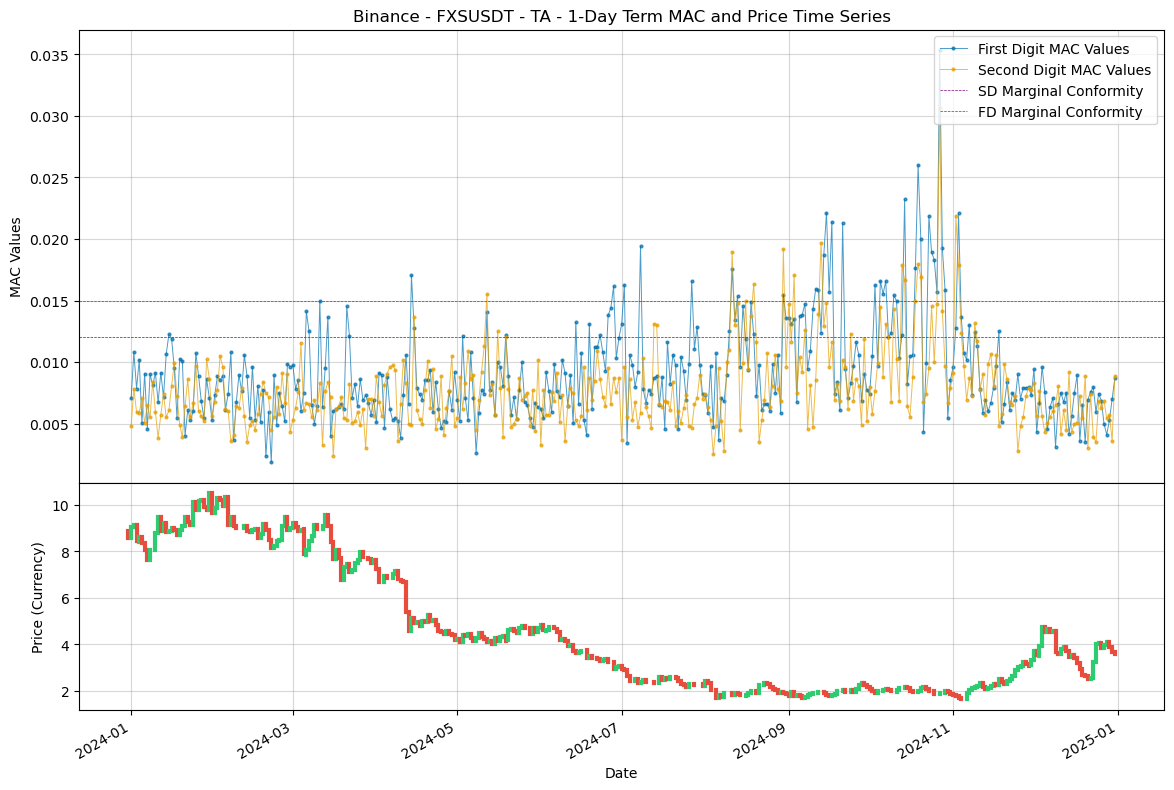 Binance - FXSUSDT - TA - 1-Day Term MAC and Price Time Series
First Digit MAC Values
Second Digit MAC Values
SD Marginal Conformity
FD Marginal Conformity
MAC Values
0.035
0.030
0.025
0.020
0.015
0.010
0.005
Price (Currency)
10
8
6
4
2
2024-01
2024-03
2024-05
2024-07
2024-09
2024-11
2025-01
Date